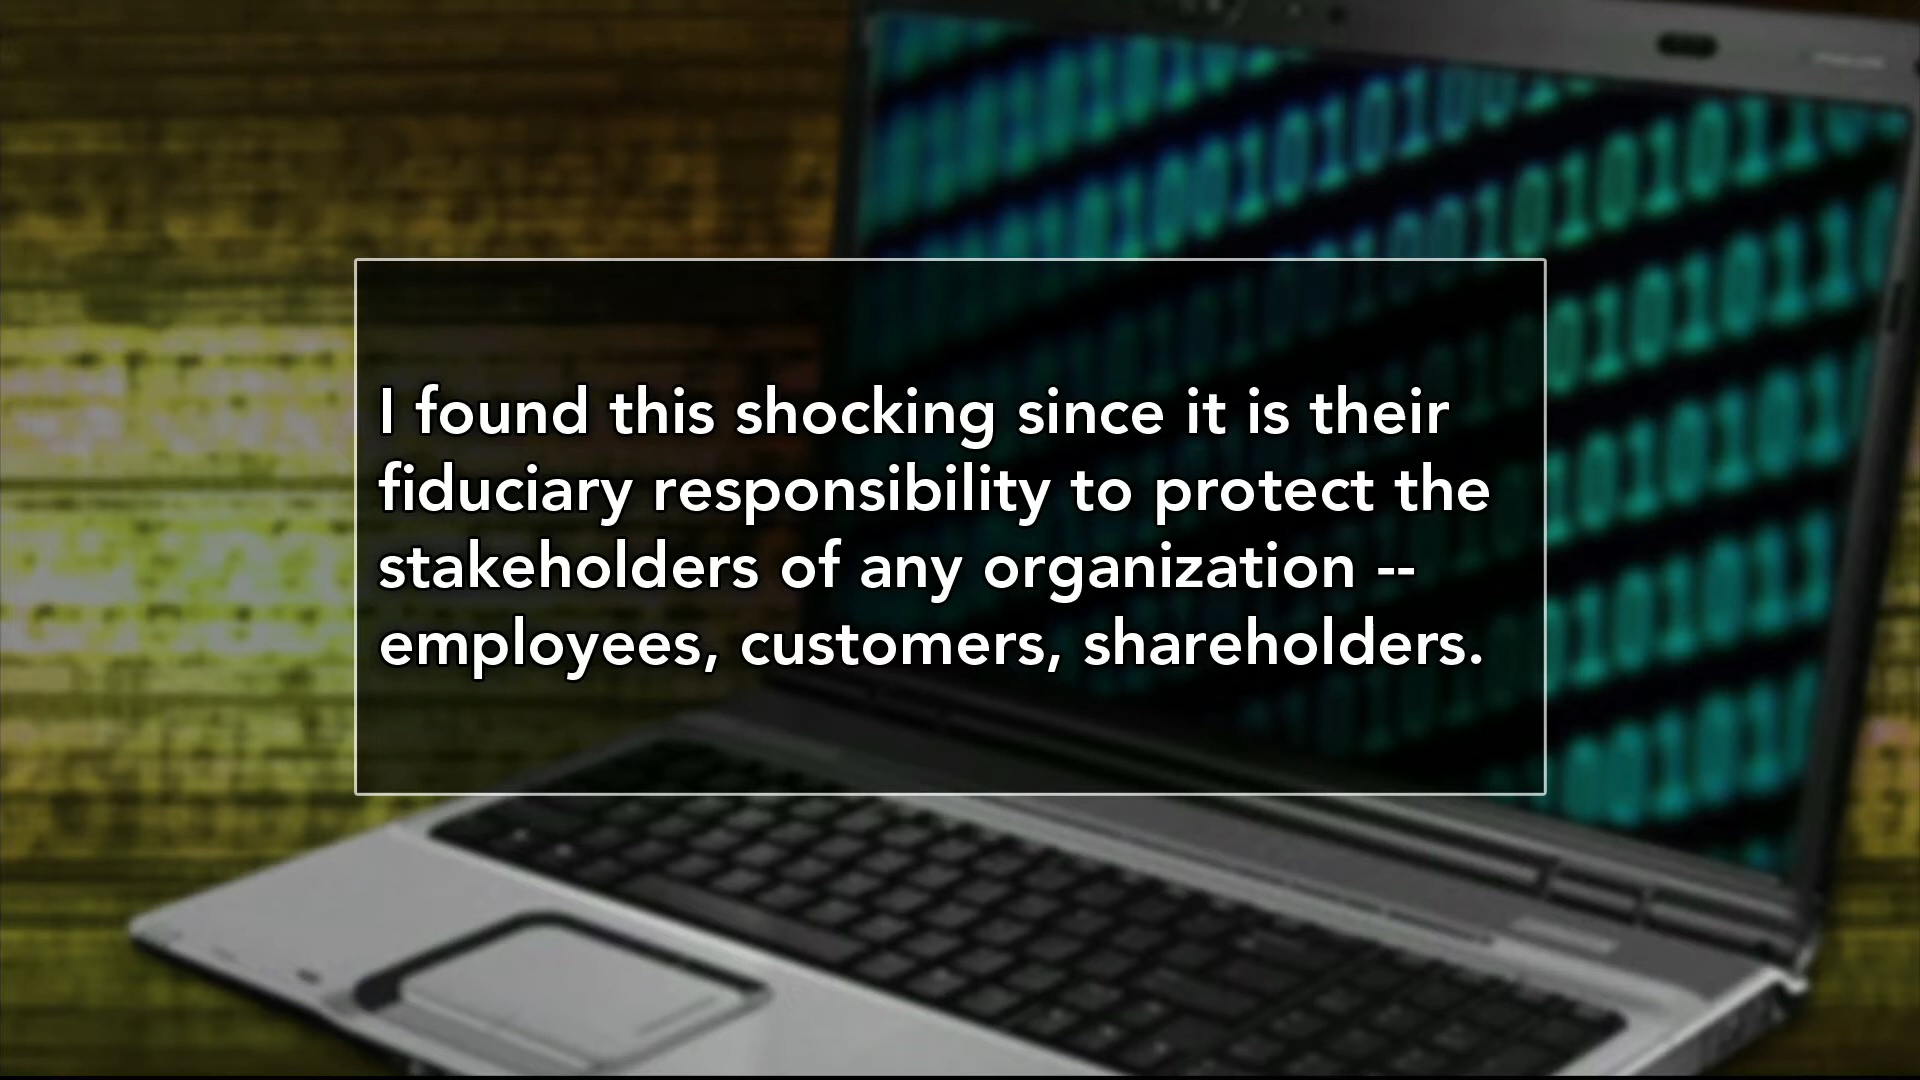 I found this shocking since it is their
fiduciary responsibility to protect the
stakeholders of any organization --
employees, customers, shareholders.